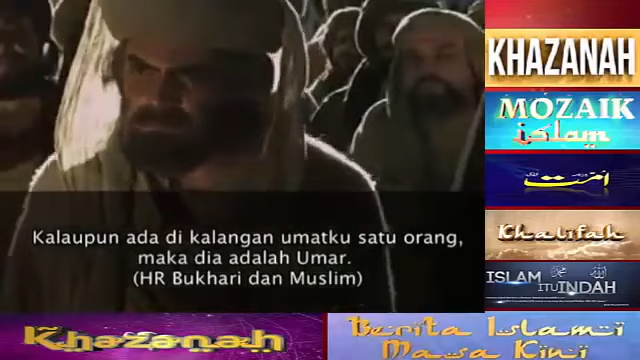 Kalaupun ada di kalangan umatku satu orang,
maka dia adalah Umar.
(HR Bukhari dan Muslim)
KHAZANAH
MOZAIK
islam
امت
Khalifah
ISLAM
ITU INDAH
Khazanah
Berita Islami
Masa Kini